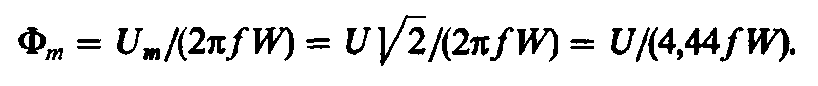 Φm = Um/(2πfW) = U√2/(2πfW) = U/(4,44fW).